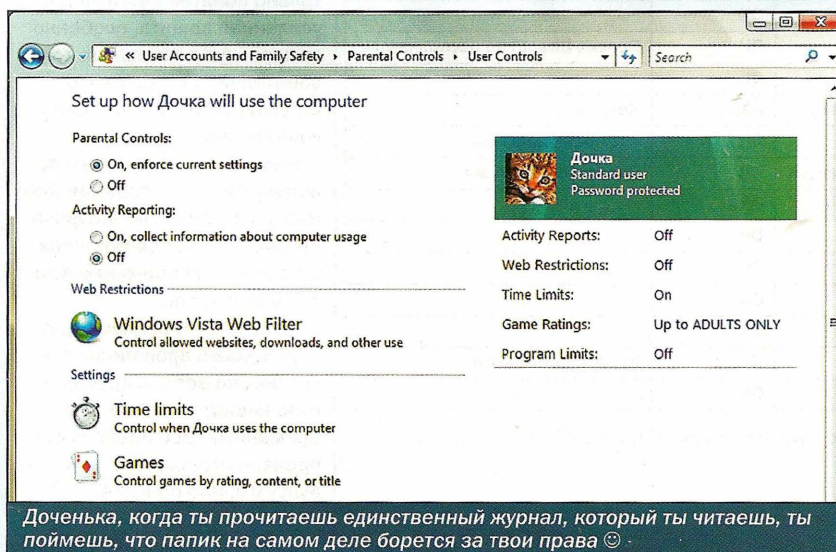 « User Accounts and Family Safety ▸ Parental Controls ▸ User Controls
Search
Set up how Дочка will use the computer
Parental Controls:
On, enforce current settings
Off
Activity Reporting:
On, collect information about computer usage
Off
Web Restrictions
Windows Vista Web Filter
Control allowed websites, downloads, and other use
Settings
Time limits
Control when Дочка uses the computer
Games
Control games by rating, content, or title
Дочка
Standard user
Password protected
Activity Reports: Off
Web Restrictions: Off
Time Limits: On
Game Ratings: Up to ADULTS ONLY
Program Limits: Off
Доченька, когда ты прочитаешь единственный журнал, который ты читаешь, ты
поймешь, что папик на самом деле борется за твои права ☺